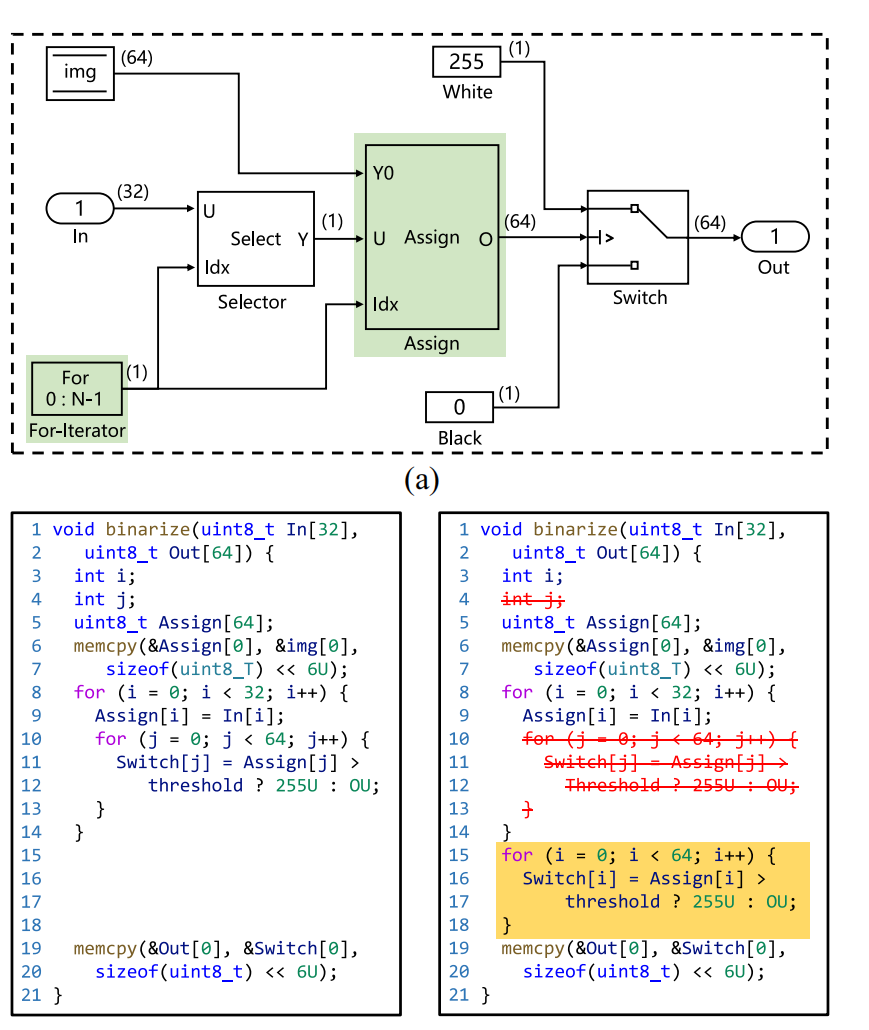 img
(64)
(1)
255
White
Y0
(32)
1
In
U
Select
Y
Idx
Selector
(1)
U
Assign
O
Idx
Assign
(64)
Switch
(64)
1
Out
For
0 : N-1
For-Iterator
(1)
(1)
0
Black
(a)
1 void binarize(uint8_t In[32],
2 uint8_t Out[64]) {
3 int i;
4 int j;
5 uint8_t Assign[64];
6 memcpy(&Assign[0], &img[0],
7 sizeof(uint8_T) << 6U);
8 for (i = 0; i < 32; i++) {
9 Assign[i] = In[i];
10 for (j = 0; j < 64; j++) {
11 Switch[j] = Assign[j] >
12 threshold ? 255U : OU;
13 }
14 }
15
16
17
18
19 memcpy(&Out[0], &Switch[0],
20 sizeof(uint8_t) << 6U);
21 }
1 void binarize(uint8_t In[32],
2 uint8_t Out[64]) {
3 int i;
4 int j;
5 uint8_t Assign[64];
6 memcpy(&Assign[0], &img[0],
7 sizeof(uint8_T) << 6U);
8 for (i = 0; i < 32; i++) {
9 Assign[i] = In[i];
10 for (j = 0; j < 64; j++) {
11 Switch[j] = Assign[j] >
12 Threshold ? 255U : OU;
13 }
14 }
15 for (i = 0; i < 64; i++) {
16 Switch[i] = Assign[i] >
17 threshold ? 255U : OU;
18 }
19 memcpy(&Out[0], &Switch[0],
20 sizeof(uint8_t) << 6U);
21 }